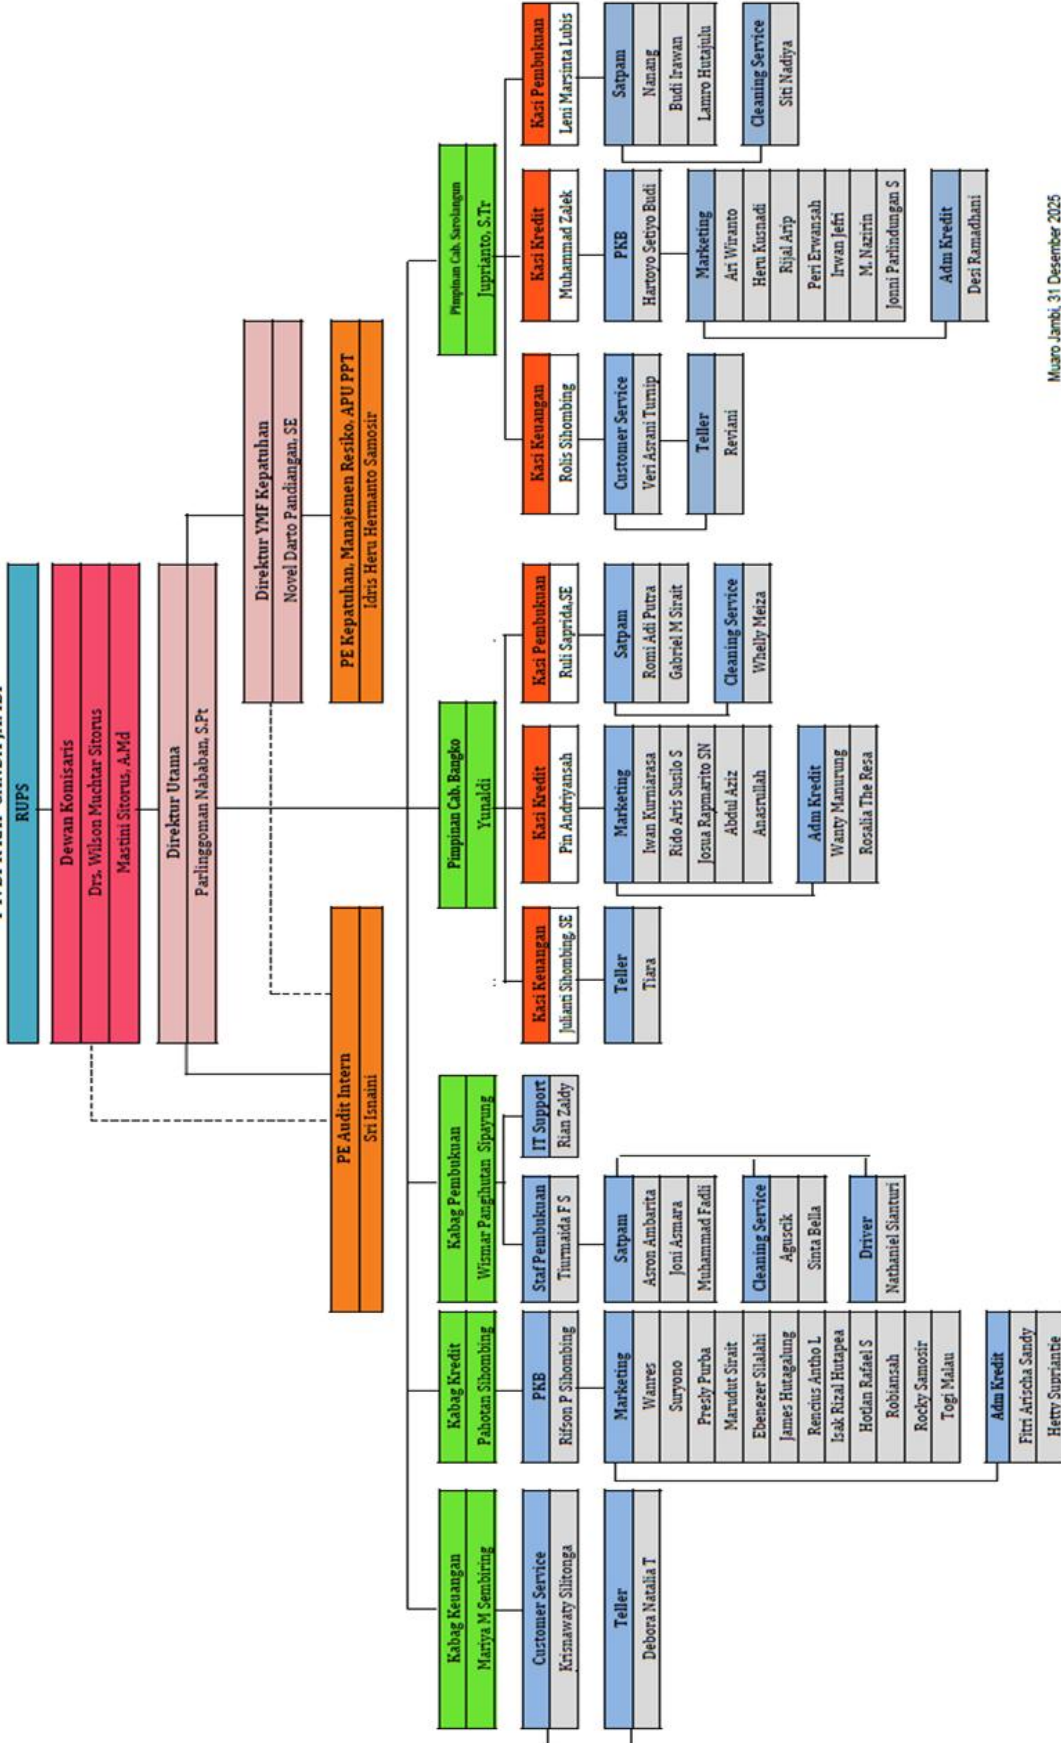 RUPS
Dewan Komisaris
Drs. Wilson Muchtar Sitorus
Mastini Sitorus, A.Md
Direktur Utama
Parlinggoman Nababan, S.Pt
Direktur YMF Kepatuhan
Novel Darto Pandiangan, SE
PE Audit Intern
Sri Isnaini
PE Kepatuhan, Manajemen Resiko, APU PPT
Idris Heru Hermanto Samosir
Kabag Keuangan
Mariya M Sembiring
Customer Service
Krisnawaty Silitonga
Teller
Debora Natalia T
Kabag Kredit
Pahotan Sihombing
PKB
Rifson P Sihombing
Marketing
Wanres
Suryono
Presly Purba
Marudut Sirait
Ebenezer Silalahi
James Hutagalung
Rencius Antho L
Isak Rizal Hutapea
Hotlan Rafael S
Robiansah
Rocky Samosir
Togi Malau
Adm Kredit
Fitri Arischa Sandy
Hetty Supriantie
Kabag Pembukuan
Wismar Pangihutan Sipayung
Staf Pembukuan
Tiurmaida F S
IT Support
Rian Zaldy
Satpam
Asron Ambarita
Joni Asmara
Muhammad Fadli
Cleaning Service
Aguscik
Sinta Bella
Driver
Nathaniel Sianturi
Pimpinan Cab. Bangko
Yunaldi
Kasi Keuangan
Julianti Sihombing, SE
Teller
Tiara
Kasi Kredit
Pin Andriyansah
Marketing
Iwan Kurniarasa
Rido Aris Susilo S
Josua Rapmarito SN
Abdul Aziz
Anasrullah
Adm Kredit
Wanty Manurung
Rosalia The Resa
Kasi Pembukuan
Ruli Saprida,SE
Satpam
Romi Adi Putra
Gabriel M Sirait
Cleaning Service
Whelly Meiza
Pimpinan Cab. Sarolangun
Juprianto, S.Tr
Kasi Keuangan
Rolis Sihombing
Customer Service
Veri Asrani Turnip
Teller
Reviani
Kasi Kredit
Muhammad Zalek
PKB
Hartoyo Setiyo Budi
Marketing
Ari Wiranto
Heru Kusnadi
Rijal Arip
Peri Erwansah
Irwan Jefri
M. Nazirin
Jonni Parlindungan S
Adm Kredit
Desi Ramadhani
Kasi Pembukuan
Leni Marsinta Lubis
Satpam
Nanang
Budi Irawan
Lamro Hutajulu
Cleaning Service
Siti Nadiya
Muaro Jambi, 31 Desember 2025